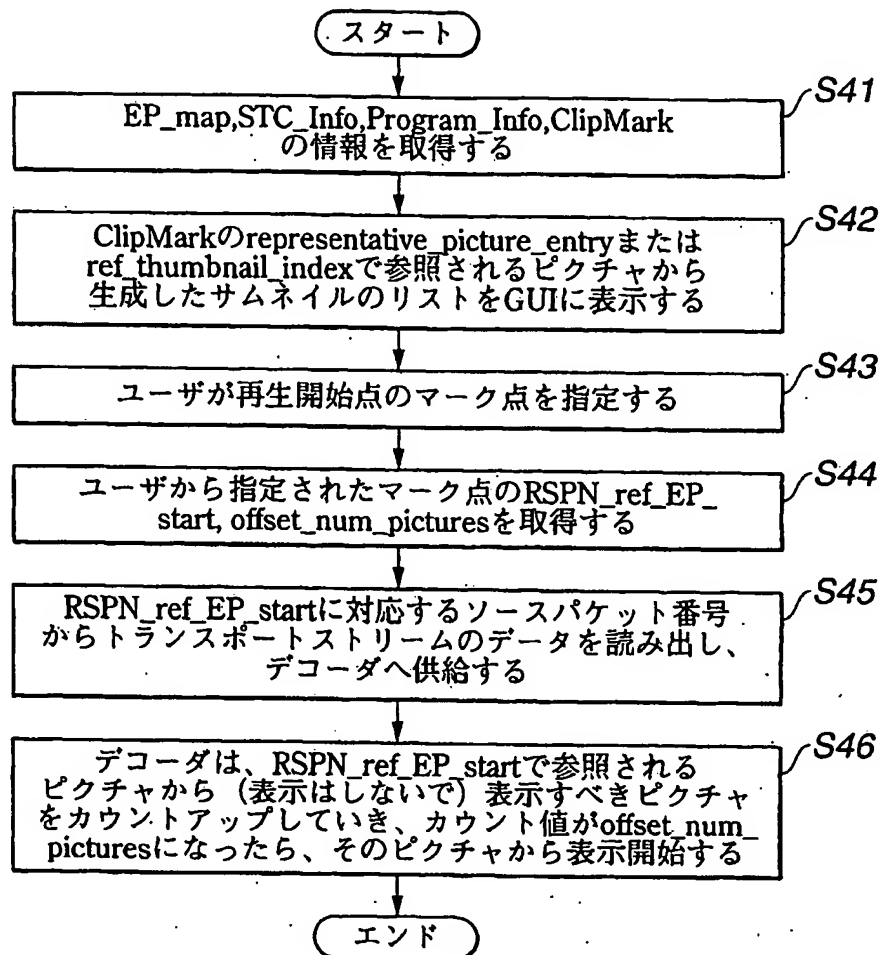 スタート
S41
EP_map,STC_Info,Program_Info,ClipMark
の情報を取得する
S42
ClipMarkのrepresentative_picture_entryまたは
ref_thumbnail_indexで参照されるピクチャから
生成したサムネイルのリストをGUIに表示する
S43
ユーザが再生開始点のマーク点を指定する
S44
ユーザから指定されたマーク点のRSPN_ref_EP_
start, offset_num_picturesを取得する
S45
RSPN_ref_EP_startに対応するソースパケット番号
からトランスポートストリームのデータを読み出し、
デコーダへ供給する
S46
デコーダは、RSPN_ref_EP_startで参照される
ピクチャから（表示はしないで）表示すべきピクチャ
をカウントアップしていき、カウント値がoffset_num_
picturesになったら、そのピクチャから表示開始する
エンド